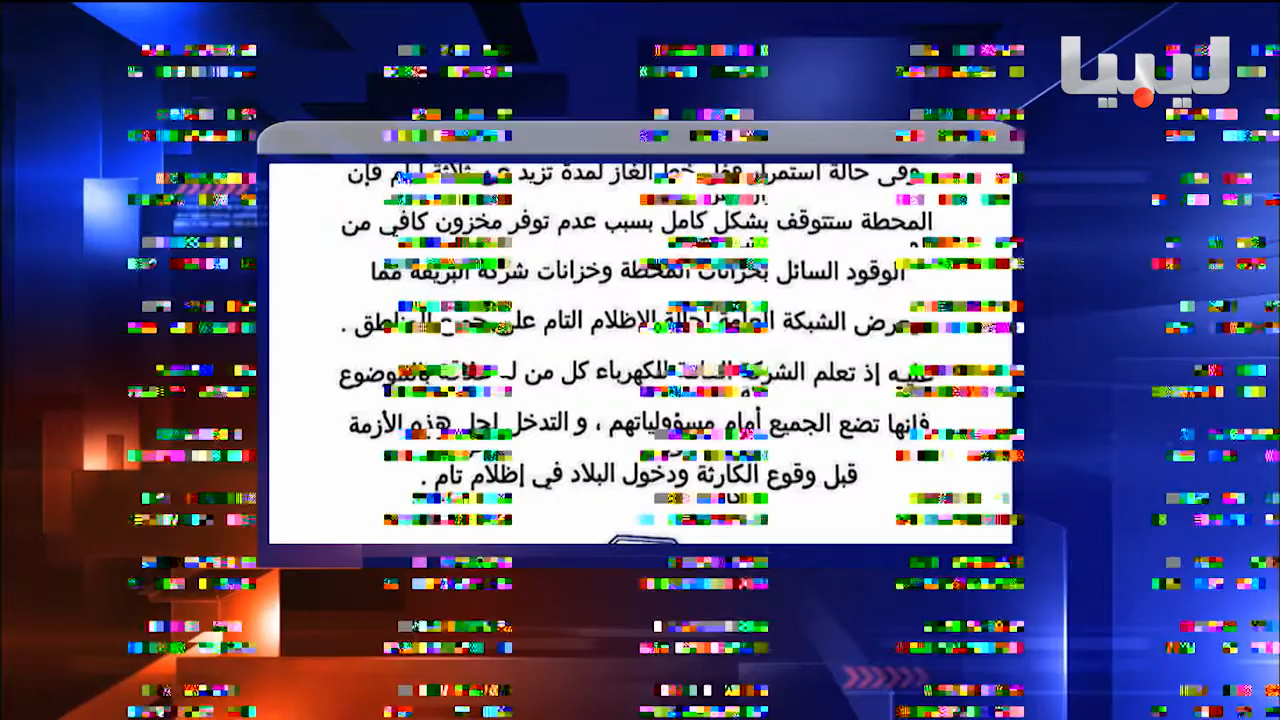 ليبيا
وفى حالة استمرار قفل خط الغاز لمدة تزيد عن ثلاثة أيام فإن
المحطة ستتوقف بشكل كامل بسبب عدم توفر مخزون كافي من
الوقود السائل بخزانات المحطة وخزانات شركة البريقة مما
الشبكة العامة لحالة الإظلام التام على جميع المناطق .
عليه إذ تعلم الشركة العامة للكهرباء كل من له علاقة بالموضوع
فإنها تضع الجميع أمام مسؤولياتهم ، و التدخل لحل هذه الأزمة
قبل وقوع الكارثة ودخول البلاد في إظلام تام .